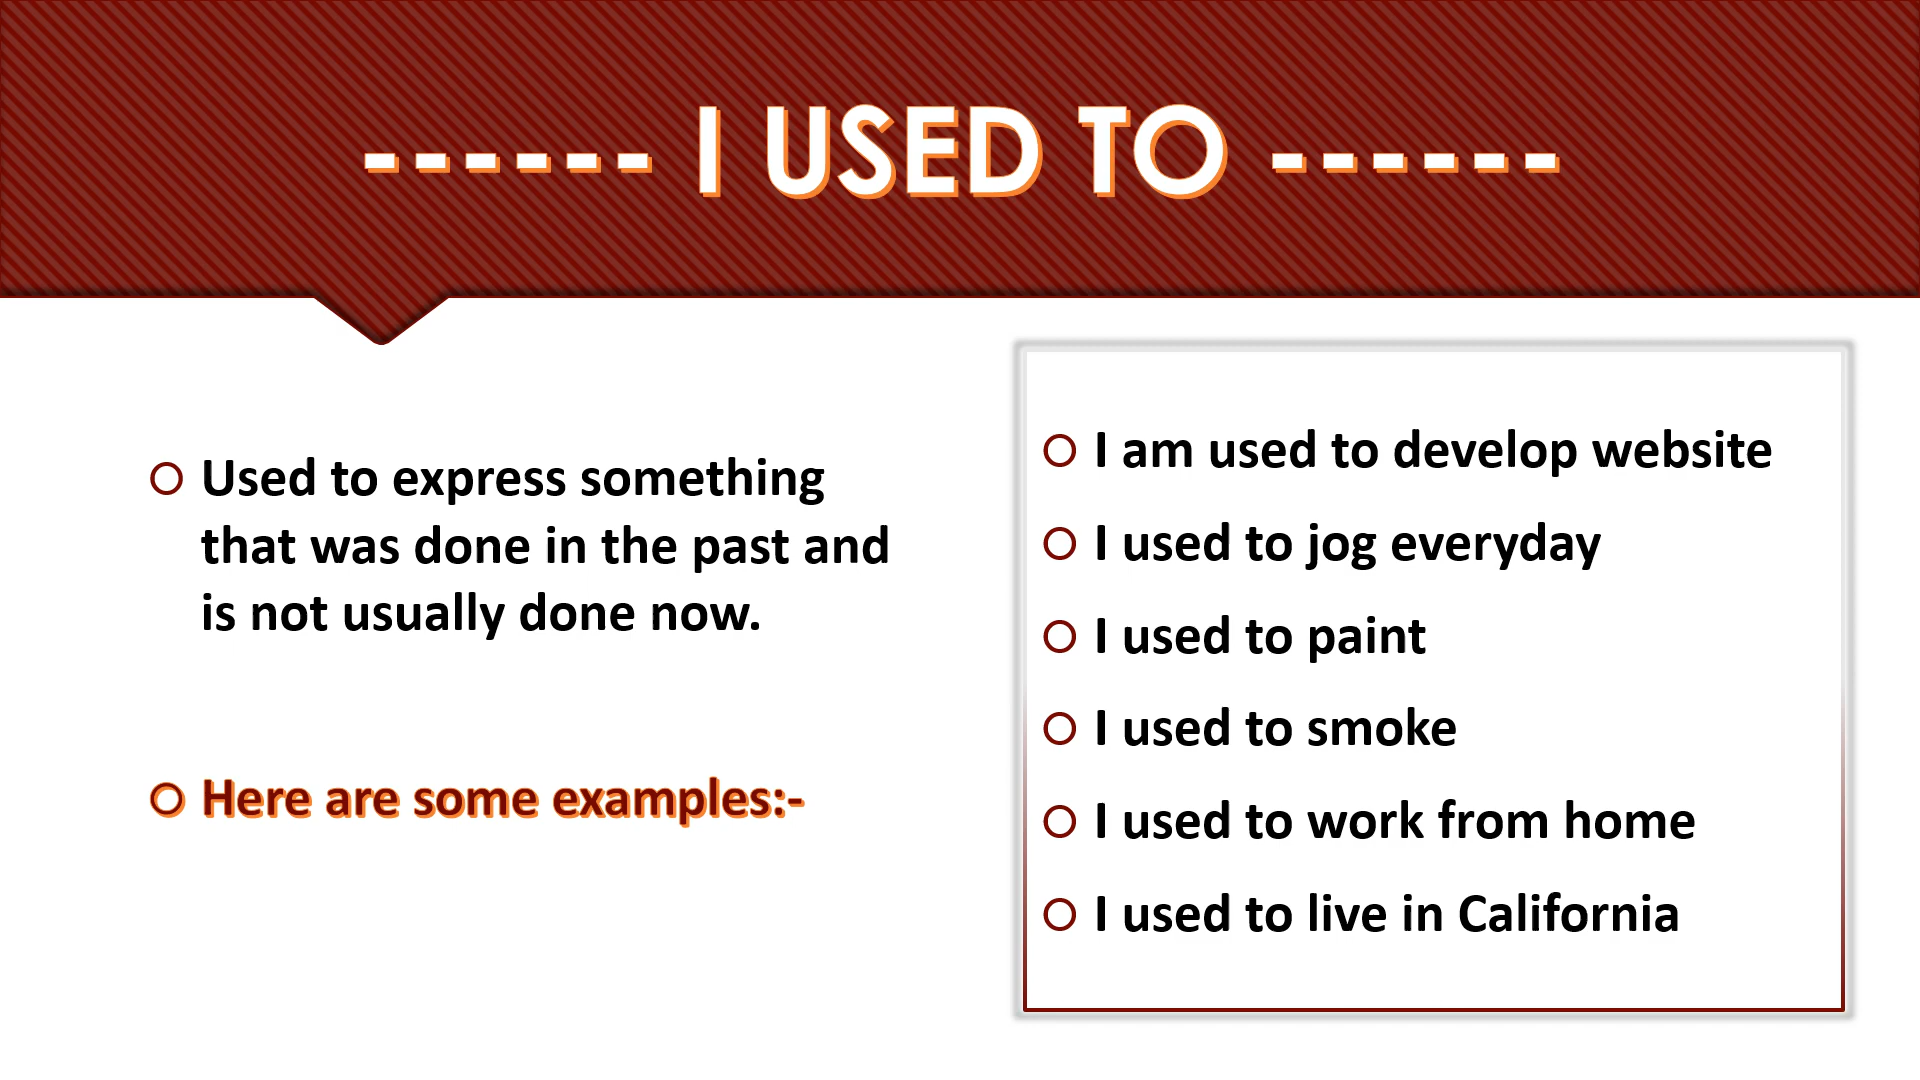 ------ I USED TO ------
Used to express something
that was done in the past and
is not usually done now.
Here are some examples:-
I am used to develop website
I used to jog everyday
I used to paint
I used to smoke
I used to work from home
I used to live in California